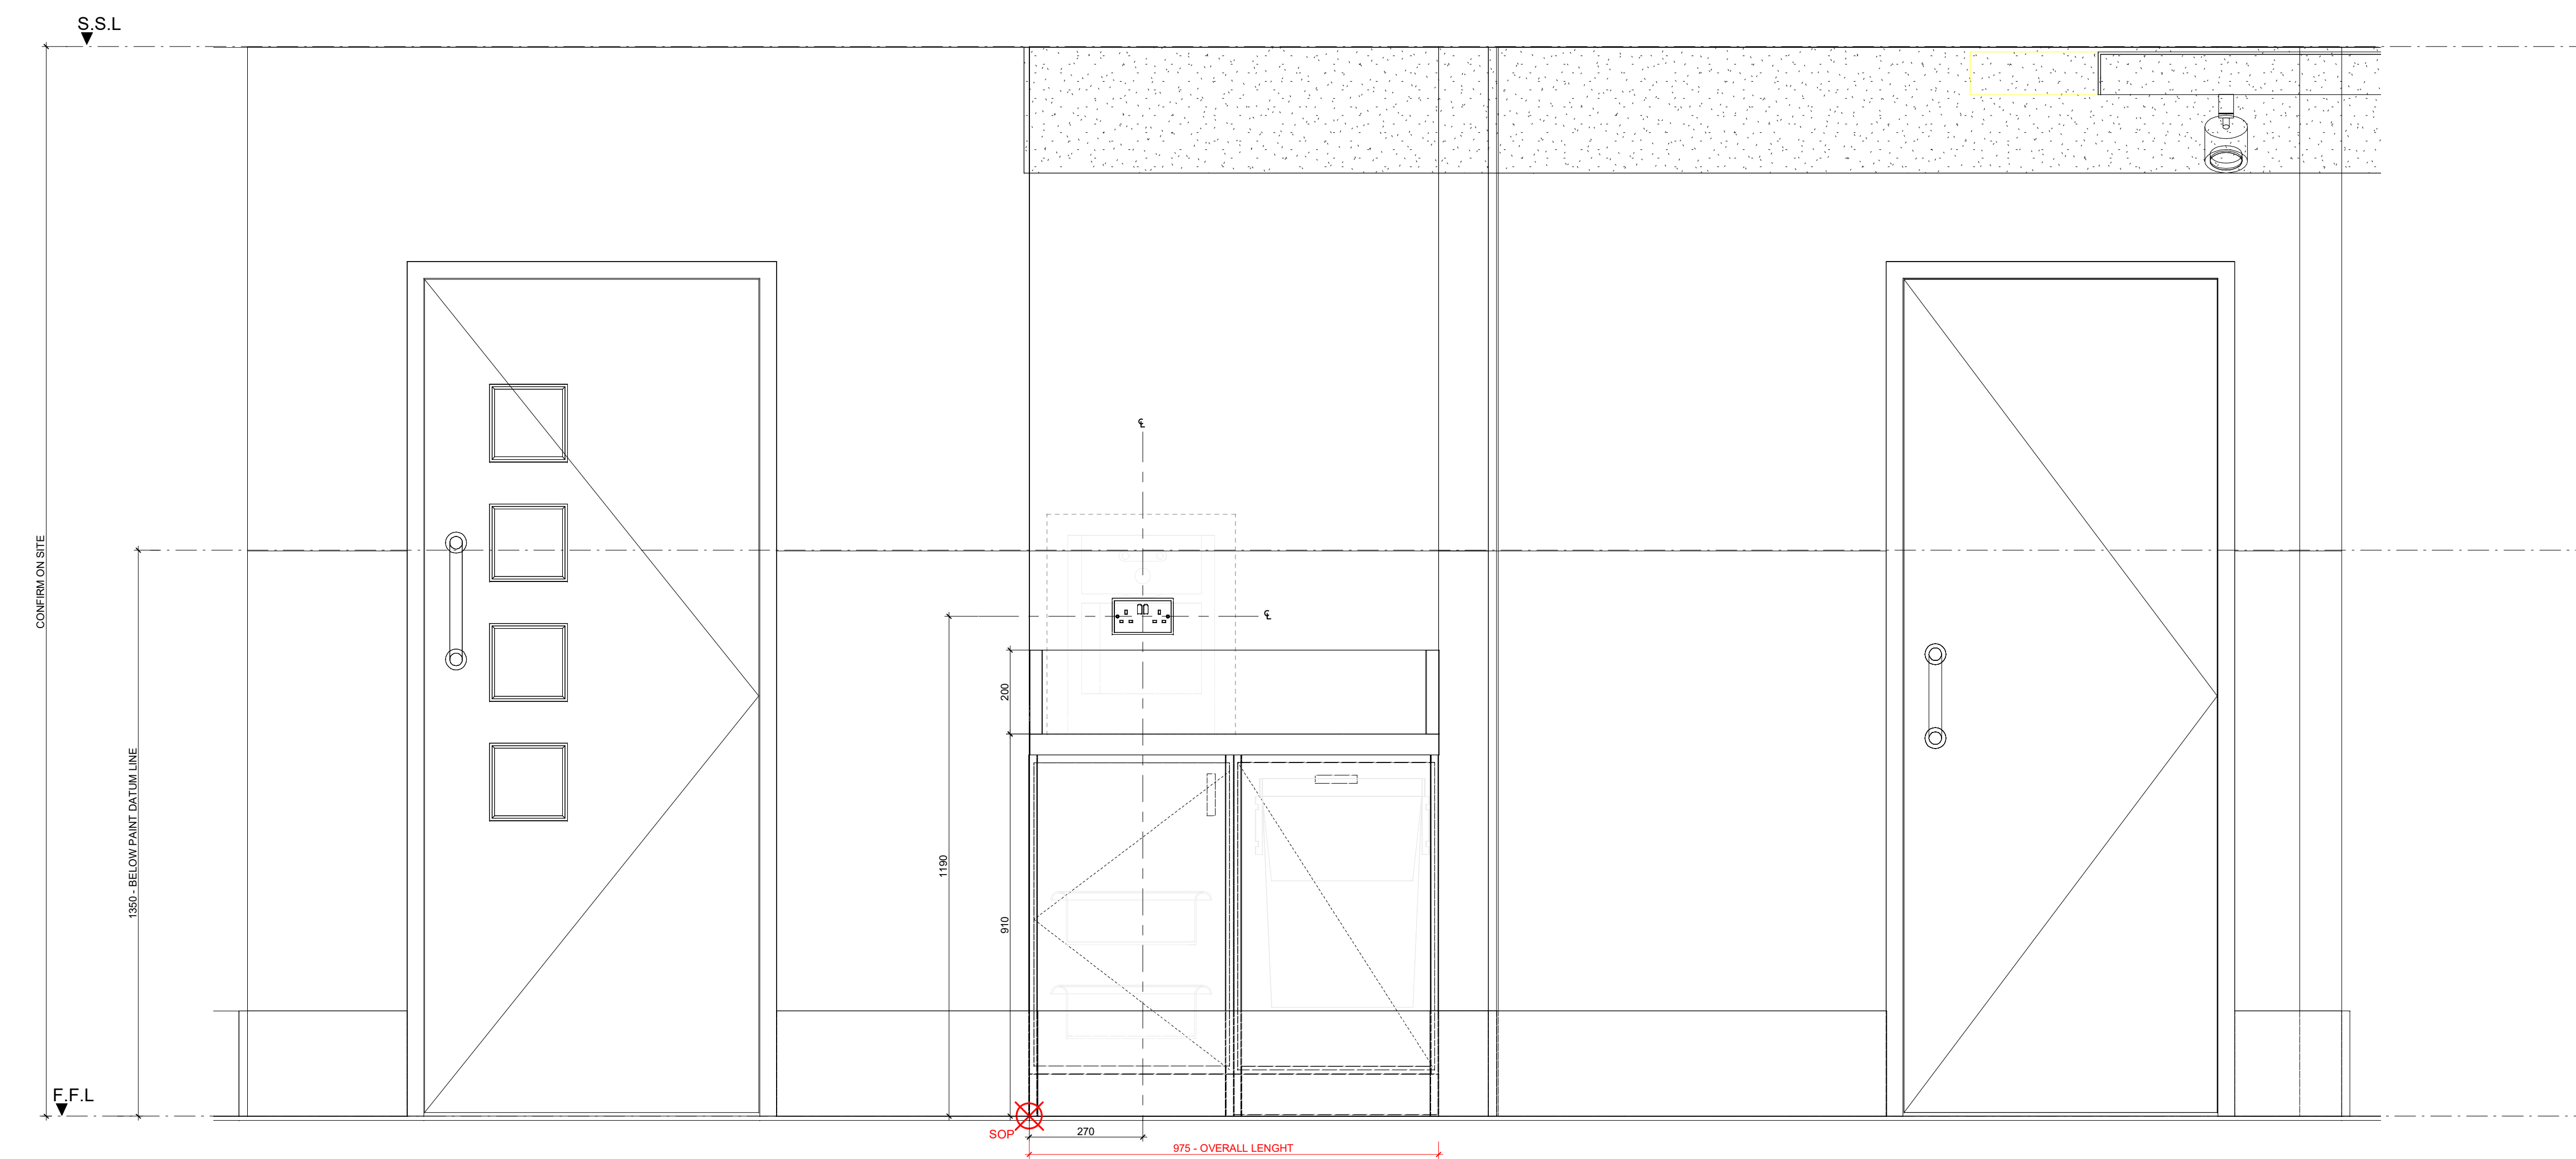 S.S.L
℄
℄
CONFIRM ON SITE
1350 - BELOW PAINT DATUM LINE
1190
200
910
F.F.L
SOP
270
975 - OVERALL LENGHT